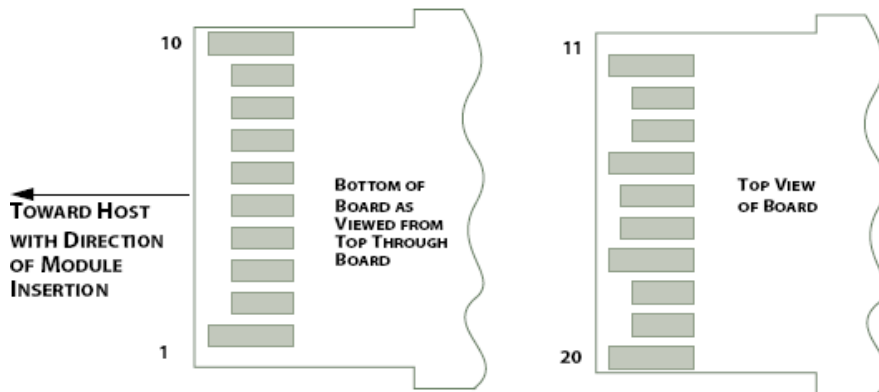 10
TOWARD HOST
WITH DIRECTION
OF MODULE
INSERTION
1
BOTTOM OF
BOARD AS
VIEWED FROM
TOP THROUGH
BOARD
11
20
TOP VIEW
OF BOARD